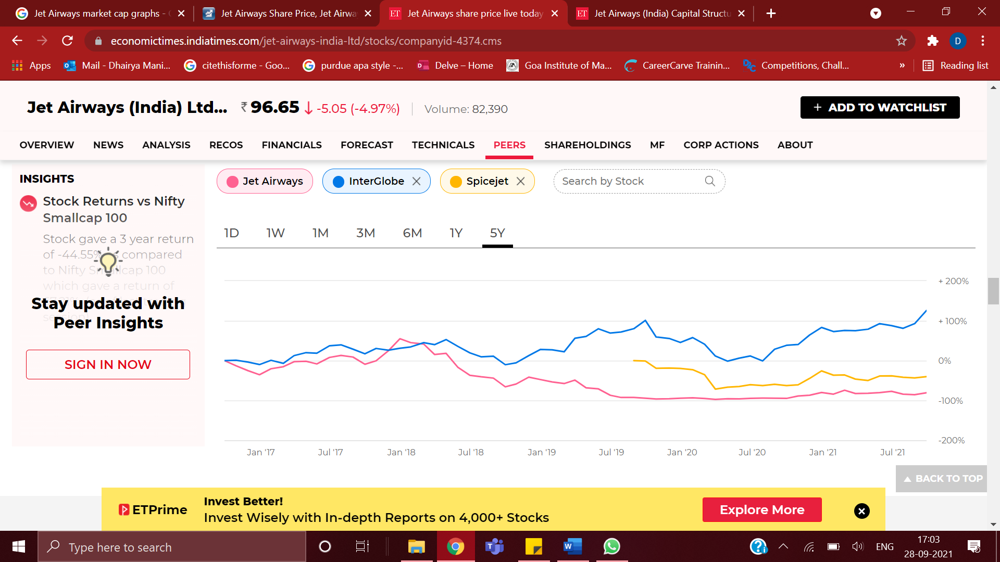 Jet Airways market cap graphs - G
Jet Airways Share Price, Jet Airwa
ET Jet Airways share price live today
ET Jet Airways (India) Capital Structu
economictimes.indiatimes.com/jet-airways-india-ltd/stocks/companyid-4374.cms
D
Apps
Mail - Dhairya Mani...
citethisforme - Goo...
purdue apa style -...
Delve – Home
Goa Institute of Ma...
CareerCarve Trainin...
Competitions, Chall...
»
Reading list
Jet Airways (India) Ltd... ₹ 96.65 ↓ -5.05 (-4.97%) Volume: 82,390
+ ADD TO WATCHLIST
OVERVIEW NEWS ANALYSIS RECOS FINANCIALS FORECAST TECHNICALS PEERS SHAREHOLDINGS MF CORP ACTIONS ABOUT
INSIGHTS
Stock Returns vs Nifty
Smallcap 100
Stock gave a 3 year return
of -44.55% compared
to Nifty Smallcap 100
which gave a return of
Stay updated with
Peer Insights
SIGN IN NOW
Jet Airways
InterGlobe
Spicejet
Search by Stock
1D 1W 1M 3M 6M 1Y 5Y
+ 200%
+ 100%
0%
-100%
-200%
Jan '17 Jul '17 Jan '18 Jul '18 Jan '19 Jul '19 Jan '20 Jul '20 Jan '21 Jul '21
BACK TO TOP
ETPrime
Invest Better!
Invest Wisely with In-depth Reports on 4,000+ Stocks
Explore More
Type here to search
ENG
17:03
28-09-2021